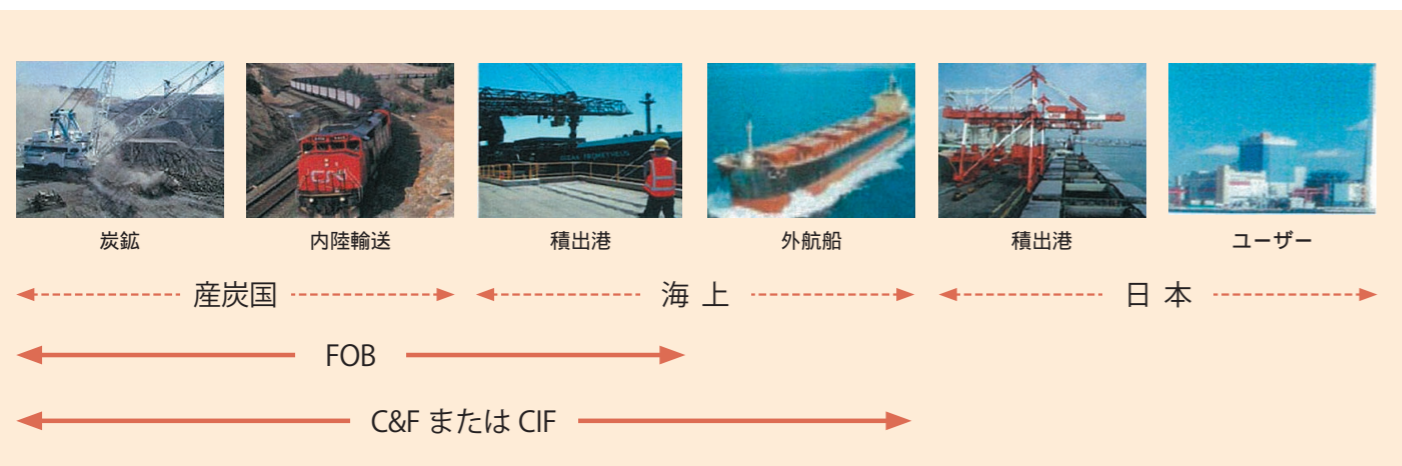 炭鉱
内陸輸送
積出港
外航船
積出港
ユーザー
産炭国
海上
日本
FOB
C&F または CIF
CN